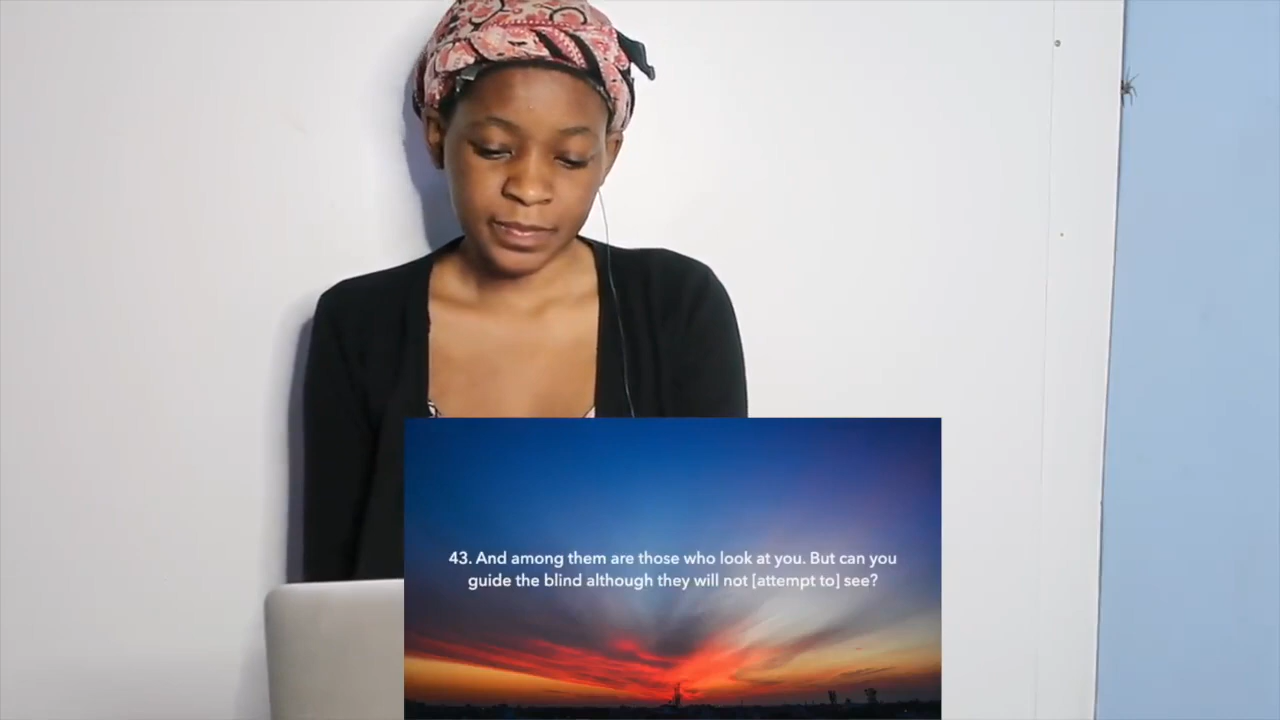 43. And among them are those who look at you. But can you
guide the blind although they will not [attempt to] see?